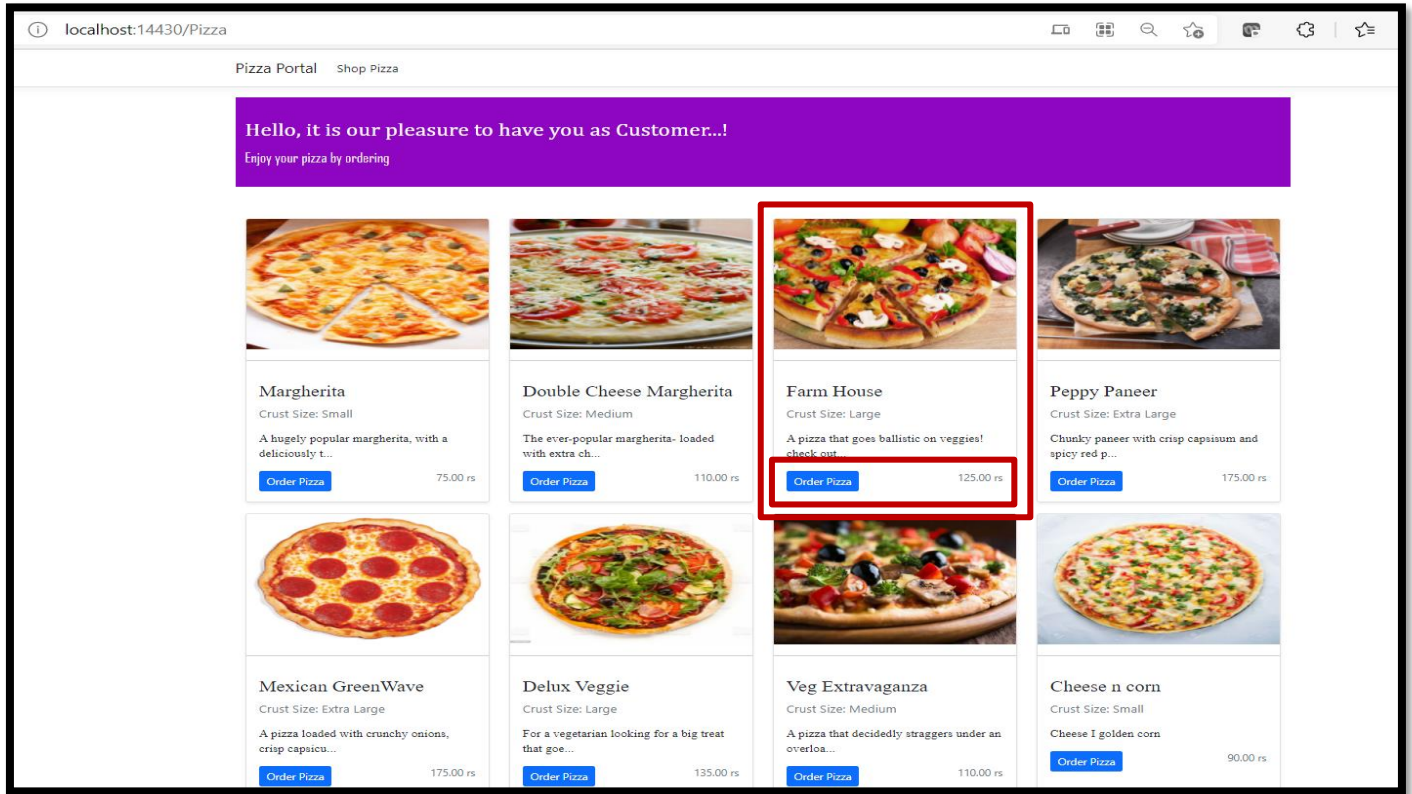 localhost:14430/Pizza
Pizza Portal Shop Pizza
Hello, it is our pleasure to have you as Customer...!
Enjoy your pizza by ordering
Margherita
Crust Size: Small
A hugely popular margherita, with a
deliciously t...
Order Pizza 75.00 rs
Double Cheese Margherita
Crust Size: Medium
The ever-popular margherita- loaded
with extra ch...
Order Pizza 110.00 rs
Farm House
Crust Size: Large
A pizza that goes ballistic on veggies!
check out...
Order Pizza 125.00 rs
Peppy Paneer
Crust Size: Extra Large
Chunky paneer with crisp capsisum and
spicy red p...
Order Pizza 175.00 rs
Mexican GreenWave
Crust Size: Extra Large
A pizza loaded with crunchy onions,
crisp capsicu...
Order Pizza 175.00 rs
Delux Veggie
Crust Size: Large
For a vegetarian looking for a big treat
that goe...
Order Pizza 135.00 rs
Veg Extravaganza
Crust Size: Medium
A pizza that decidedly straggers under an
overloa...
Order Pizza 110.00 rs
Cheese n corn
Crust Size: Small
Cheese I golden corn
Order Pizza 90.00 rs